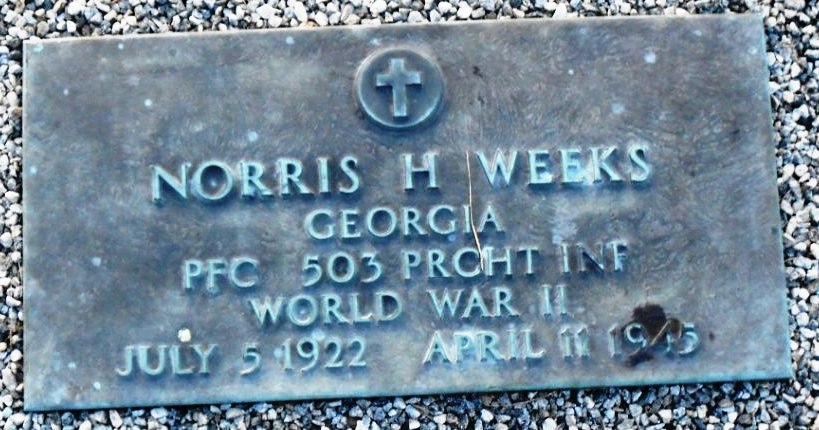 NORRIS H WEEKS
GEORGIA
PFC 503 PRCHT INF
WORLD WAR II
JULY 5 1922 APRIL 11 1945